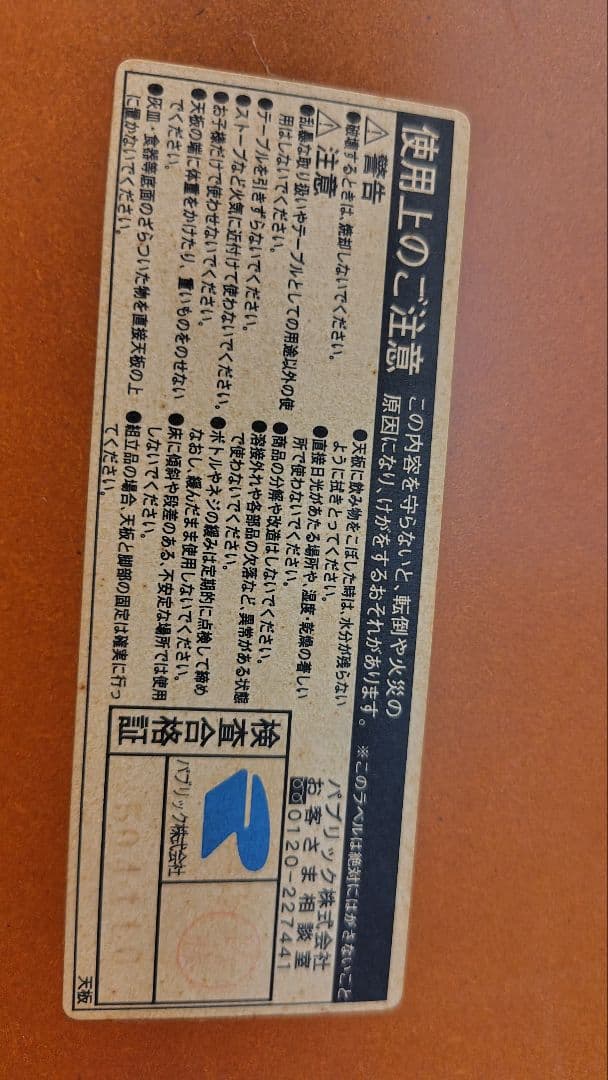 使用上のご注意
この内容を守らないと、転倒や火災の
原因になり、けがをするおそれがあります。
※このラベルは絶対にはがさないこと
⚠ 警告
●破壊するときは、焼却しないでください。
⚠ 注意
●乱暴な取り扱いやテーブルとしての用途以外の使
用はしないでください。
●テーブルを引きずらないでください。
●ストーブなど火気に近付けて使わないでください。
●お子様だけで使わせないでください。
●天板の端に体重をかけたり、重いものをのせない
でください。
●灰皿・食器等底面のざらついた物を直接天板の上
に置かないでください。
●天板に飲み物をこぼした時は、水分が残らない
ように拭きとってください。
●直接日光があたる場所や、湿度・乾燥の著しい
所で使わないでください。
●商品の分解や改造はしないでください。
●溶接外れや各部品の欠落など、異常がある状態
で使わないでください。
●ボトルやネジの緩みは定期的に点検して締め
なおし、緩んだまま使用しないでください。
●床に傾斜や段差のある、不安定な場所では使用
しないでください。
●組立品の場合、天板と脚部の固定は確実に行っ
てください。
パブリック株式会社
お客さま相談室
0120-227441
検査合格証
パブリック株式会社
天板